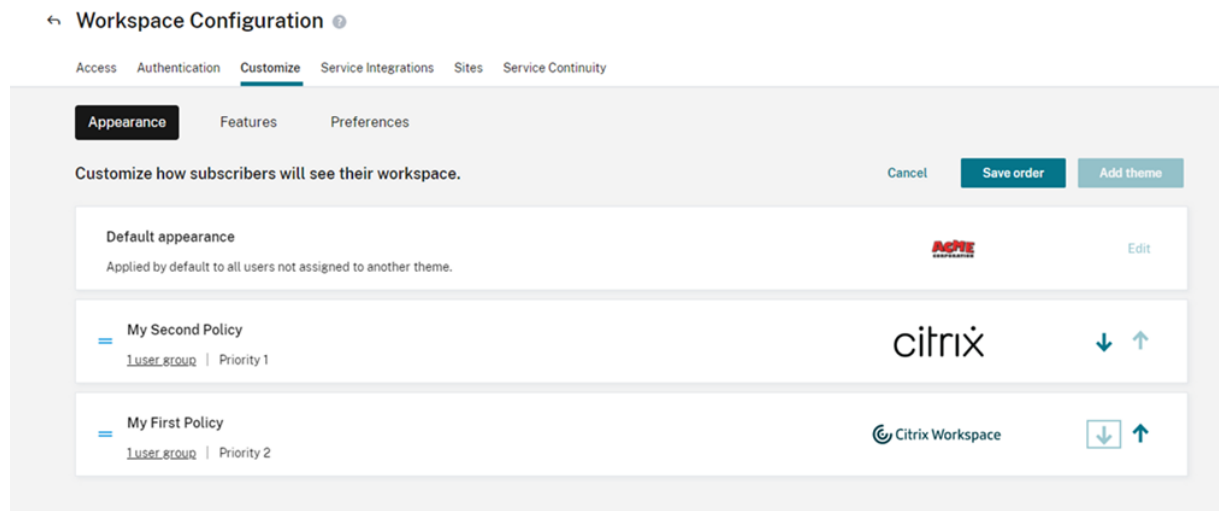 Workspace Configuration ?
Access Authentication Customize Service Integrations Sites Service Continuity
Appearance Features Preferences
Customize how subscribers will see their workspace. Cancel Save order Add theme
Default appearance
ACME CORPORATION
Edit
Applied by default to all users not assigned to another theme.
My Second Policy
1 user group | Priority 1
citrix
My First Policy
1 user group | Priority 2
Citrix Workspace